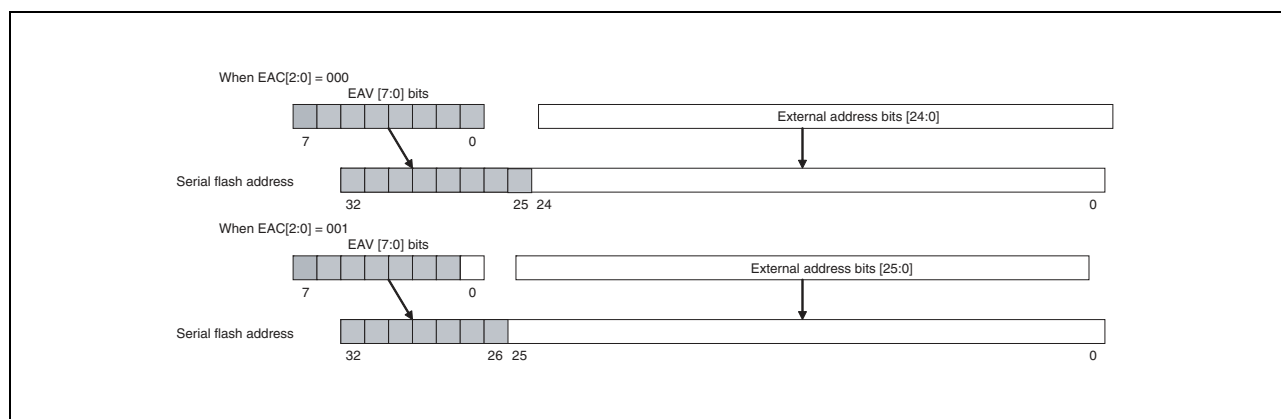 When EAC[2:0] = 000
EAV [7:0] bits
External address bits [24:0]
7 0
Serial flash address
32 25 24 0
When EAC[2:0] = 001
EAV [7:0] bits
External address bits [25:0]
7 0
Serial flash address
32 26 25 0